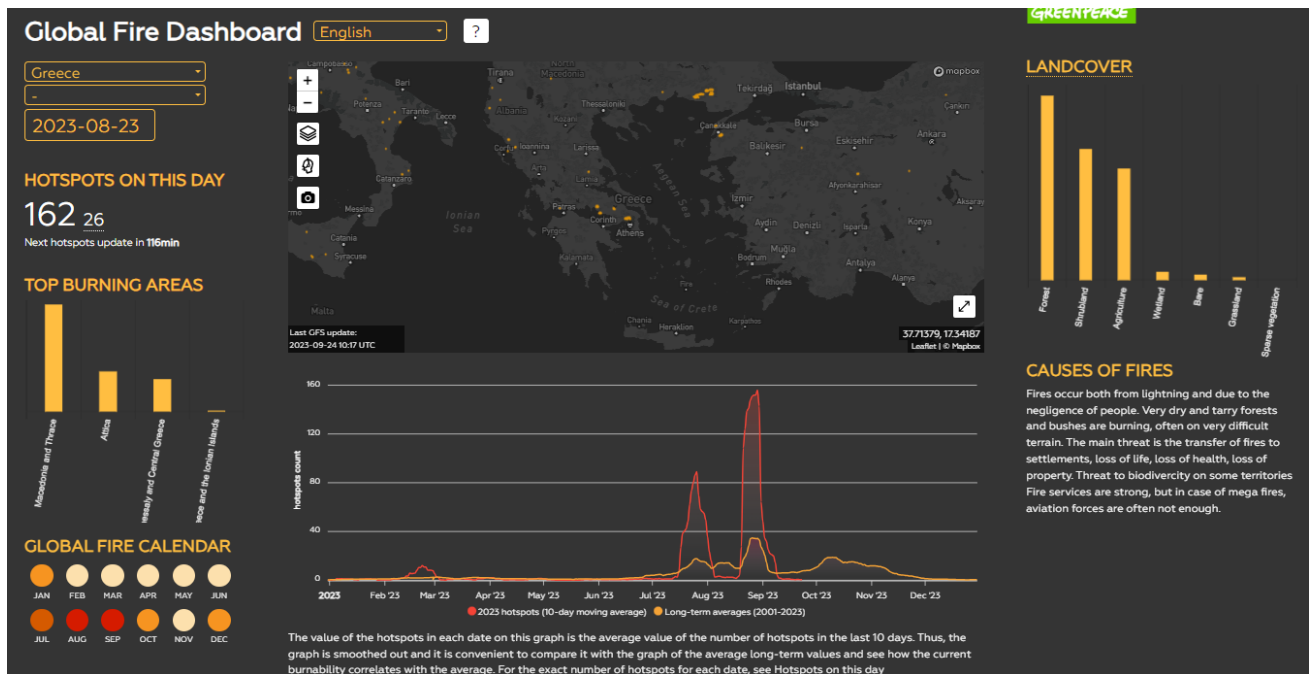 Global Fire Dashboard
English
?
GREENPEACE
Greece
-
2023-08-23
HOTSPOTS ON THIS DAY
162 26
Next hotspots update in 116min
TOP BURNING AREAS
Macedonia and Thrace
Attica
essaly and Central Greece
ece and the Ionian Islands
GLOBAL FIRE CALENDAR
JAN FEB MAR APR MAY JUN
JUL AUG SEP OCT NOV DEC
+
−
mapbox
Campobasso
North
Macedonia
Tirana
Bari
Potenza
Taranto
Lecce
Albania
Thessaloniki
Kozani
Tekirdağ
Istanbul
Çankırı
Çanakkale
Bursa
Balıkesir
Eskişehir
Ankara
Corfu
Ioannina
Larissa
Arta
Lamia
Catanzaro
Aegean Sea
Afyonkarahisar
Messina
Ionian
Sea
Patras
Greece
Corinth
Athens
Izmir
Aksaray
Catania
Pyrgos
Aydın
Denizli
Isparta
Konya
Syracuse
Kalamata
Bodrum
Muğla
Antalya
Fira
Rhodes
Alanya
Sea of Crete
Malta
Chania
Heraklion
Karpathos
Last GFS update:
2023-09-24 10:17 UTC
37.71379, 17.34187
Leaflet | © Mapbox
hotspots count
160
120
80
40
0
2023 Feb '23 Mar '23 Apr '23 May '23 Jun '23 Jul '23 Aug '23 Sep '23 Oct '23 Nov '23 Dec '23
2023 hotspots (10-day moving average) Long-term averages (2001-2023)
The value of the hotspots in each date on this graph is the average value of the number of hotspots in the last 10 days. Thus, the
graph is smoothed out and it is convenient to compare it with the graph of the average long-term values and see how the current
burnability correlates with the average. For the exact number of hotspots for each date, see Hotspots on this day
LANDCOVER
Forest
Shrubland
Agriculture
Wetland
Bare
Grassland
Sparse vegetation
CAUSES OF FIRES
Fires occur both from lightning and due to the
negligence of people. Very dry and tarry forests
and bushes are burning, often on very difficult
terrain. The main threat is the transfer of fires to
settlements, loss of life, loss of health, loss of
property. Threat to biodivercity on some territories
Fire services are strong, but in case of mega fires,
aviation forces are often not enough.